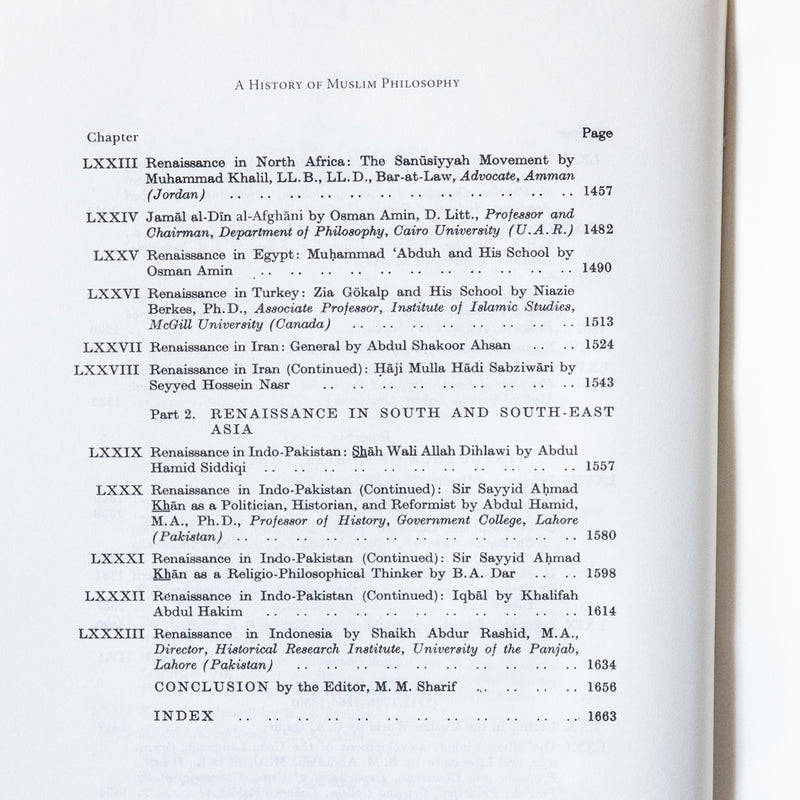 A HISTORY OF MUSLIM PHILOSOPHY
Chapter Page
LXXIII Renaissance in North Africa: The Sanūsiyyah Movement by
Muhammad Khalil, LL.B., LL.D., Bar-at-Law, Advocate, Amman
(Jordan) .. .. .. .. .. .. .. .. .. .. .. .. 1457
LXXIV Jamāl al-Dīn al-Afghāni by Osman Amin, D. Litt., Professor and
Chairman, Department of Philosophy, Cairo University (U.A.R.) 1482
LXXV Renaissance in Egypt: Muḥammad ʻAbduh and His School by
Osman Amin .. .. .. .. .. .. .. .. .. .. .. 1490
LXXVI Renaissance in Turkey: Zia Gökalp and His School by Niazie
Berkes, Ph.D., Associate Professor, Institute of Islamic Studies,
McGill University (Canada) .. .. .. .. .. .. .. .. 1513
LXXVII Renaissance in Iran: General by Abdul Shakoor Ahsan .. .. 1524
LXXVIII Renaissance in Iran (Continued): Ḥāji Mulla Hādi Sabziwāri by
Seyyed Hossein Nasr .. .. .. .. .. .. .. .. .. 1543
Part 2. RENAISSANCE IN SOUTH AND SOUTH-EAST
ASIA
LXXIX Renaissance in Indo-Pakistan: Shāh Wali Allah Dihlawi by Abdul
Hamid Siddiqi .. .. .. .. .. .. .. .. .. .. .. 1557
LXXX Renaissance in Indo-Pakistan (Continued): Sir Sayyid Aḥmad
Khān as a Politician, Historian, and Reformist by Abdul Hamid,
M.A., Ph.D., Professor of History, Government College, Lahore
(Pakistan) .. .. .. .. .. .. .. .. .. .. .. .. 1580
LXXXI Renaissance in Indo-Pakistan (Continued): Sir Sayyid Aḥmad
Khān as a Religio-Philosophical Thinker by B.A. Dar .. .. 1598
LXXXII Renaissance in Indo-Pakistan (Continued): Iqbāl by Khalifah
Abdul Hakim .. .. .. .. .. .. .. .. .. .. .. 1614
LXXXIII Renaissance in Indonesia by Shaikh Abdur Rashid, M.A.,
Director, Historical Research Institute, University of the Panjab,
Lahore (Pakistan) .. .. .. .. .. .. .. .. .. .. 1634
CONCLUSION by the Editor, M. M. Sharif .. .. .. .. 1656
INDEX .. .. .. .. .. .. .. .. .. .. .. .. 1663